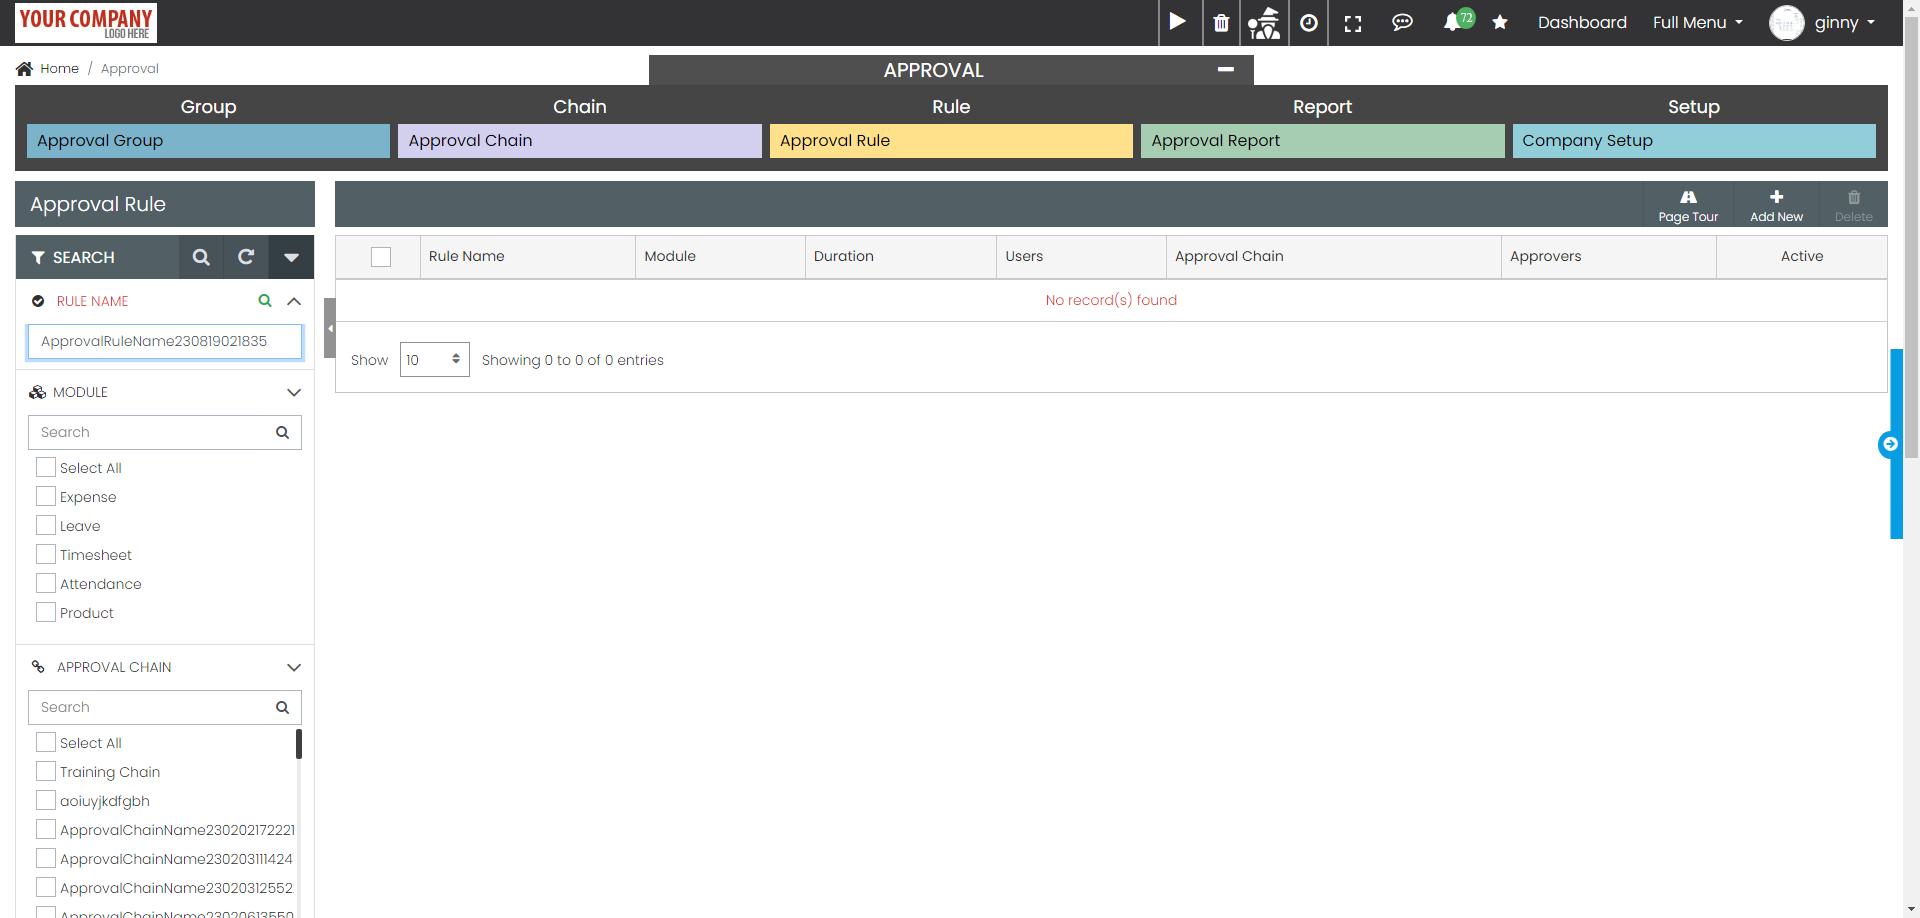 YOUR COMPANY
LOGO HERE
72
Dashboard
Full Menu
ginny
Home / Approval
APPROVAL
Group
Chain
Rule
Report
Setup
Approval Group
Approval Chain
Approval Rule
Approval Report
Company Setup
Approval Rule
Page Tour
Add New
Delete
SEARCH
RULE NAME
ApprovalRuleName230819021835
MODULE
Search
Select All
Expense
Leave
Timesheet
Attendance
Product
APPROVAL CHAIN
Search
Select All
Training Chain
aoiuyjkdfgbh
ApprovalChainName230202172221
ApprovalChainName230203111424
ApprovalChainName23020312552
ApprovalChainName2302061355
Rule Name
Module
Duration
Users
Approval Chain
Approvers
Active
No record(s) found
Show 10 Showing 0 to 0 of 0 entries